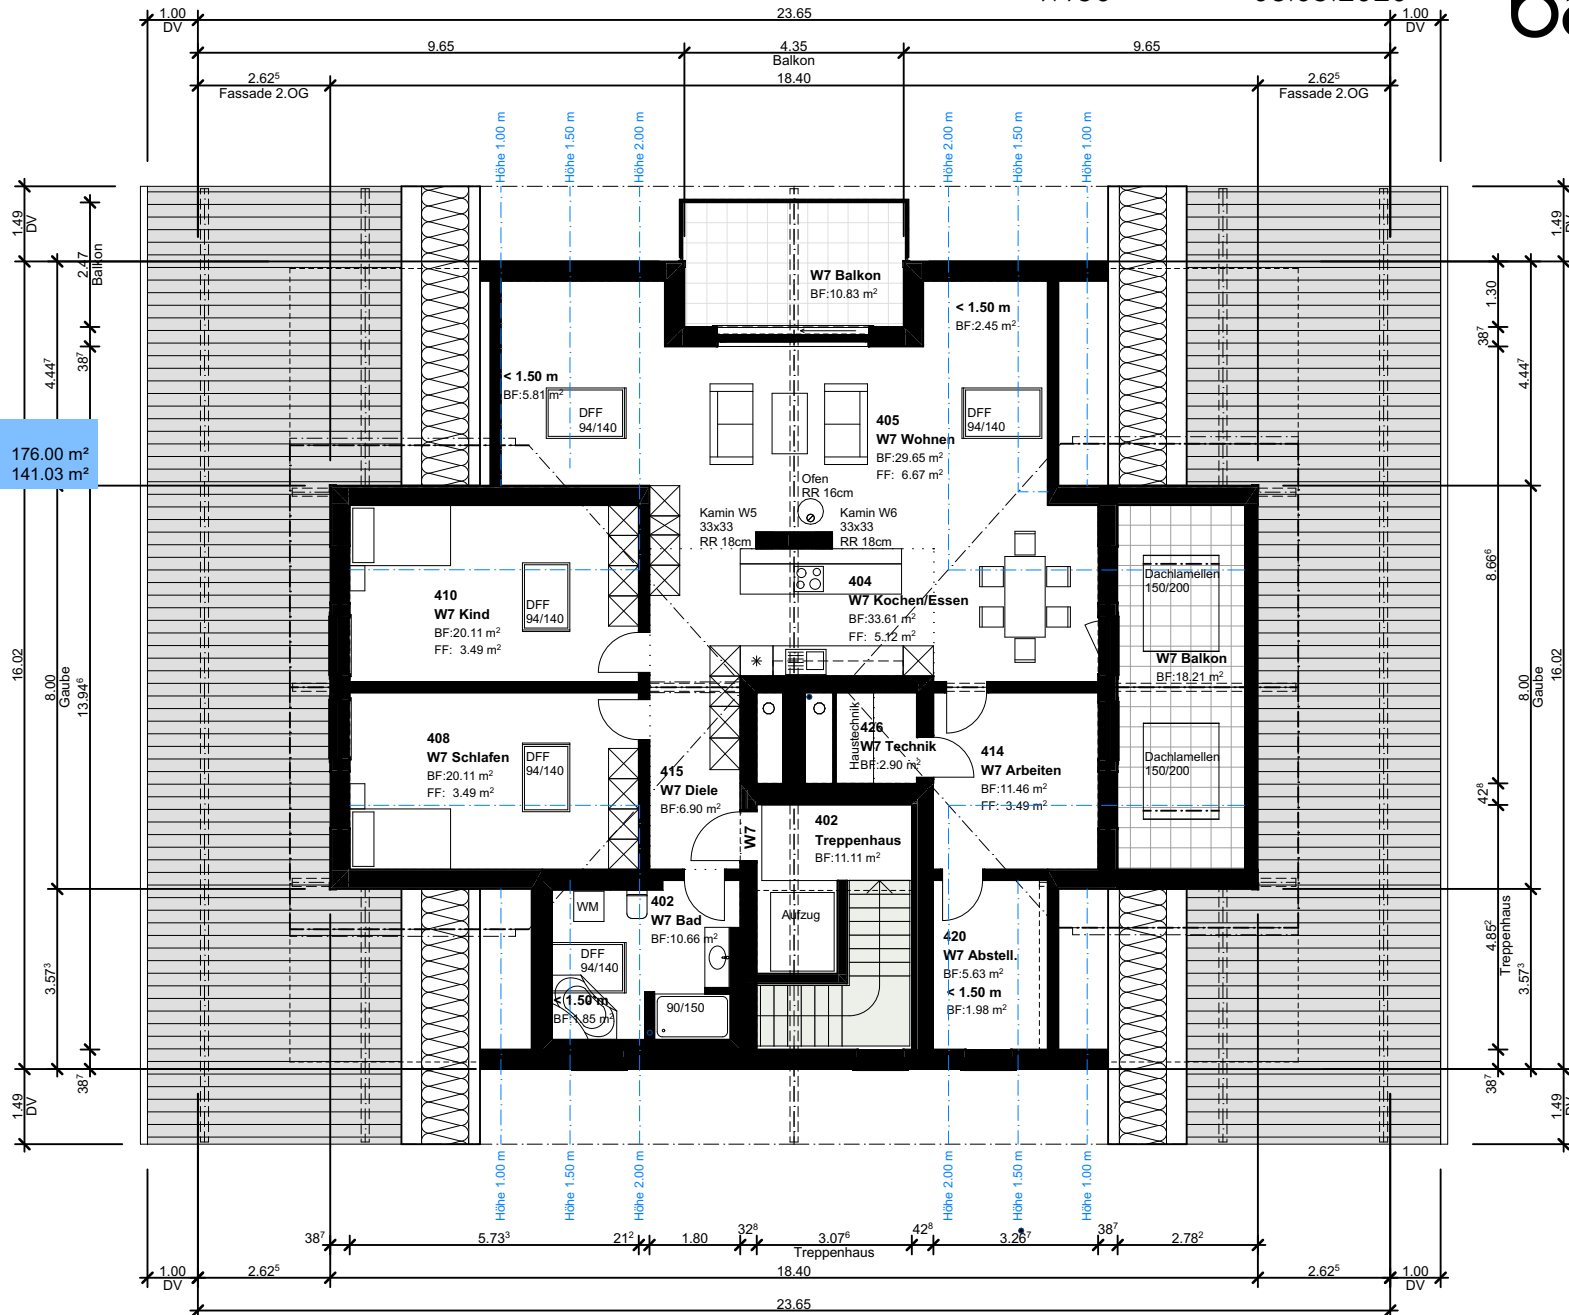 1.00
DV
23.65
1.00
DV
9.65
4.35
Balkon
9.65
2.62⁵
Fassade 2.OG
18.40
2.62⁵
Fassade 2.OG
Höhe 1.00 m
Höhe 1.50 m
Höhe 2.00 m
Höhe 2.00 m
Höhe 1.50 m
Höhe 1.00 m
1.49
DV
2.47
Balkon
38⁷
4.44⁷
16.02
8.00
Gaube
13.94⁶
3.57³
38⁷
1.49
DV
176.00 m²
141.03 m²
W7 Balkon
BF:10.83 m²
< 1.50 m
BF:2.45 m²
< 1.50 m
BF:5.81 m²
DFF
94/140
DFF
94/140
405
W7 Wohnen
BF:29.65 m²
FF: 6.67 m²
Ofen
RR 16cm
Kamin W5
33x33
RR 18cm
Kamin W6
33x33
RR 18cm
404
W7 Kochen/Essen
BF:33.61 m²
FF: 5.12 m²
410
W7 Kind
BF:20.11 m²
FF: 3.49 m²
DFF
94/140
Dachlamellen
150/200
W7 Balkon
BF:18.21 m²
Dachlamellen
150/200
408
W7 Schlafen
BF:20.11 m²
FF: 3.49 m²
DFF
94/140
415
W7 Diele
BF:6.90 m²
Haustechnik
426
W7 Technik
BF:2.90 m²
414
W7 Arbeiten
BF:11.46 m²
FF: 3.49 m²
W7
402
Treppenhaus
BF:11.11 m²
Aufzug
WM
402
W7 Bad
BF:10.66 m²
DFF
94/140
< 1.50 m
BF:1.85 m²
90/150
420
W7 Abstell.
BF:5.63 m²
< 1.50 m
BF:1.98 m²
1.49
DV
1.30
38⁷
4.44⁷
8.66⁶
42⁸
8.00
Gaube
16.02
4.85²
Treppenhaus
3.57³
38⁷
1.49
DV
Höhe 1.00 m
Höhe 1.50 m
Höhe 2.00 m
Höhe 2.00 m
Höhe 1.50 m
Höhe 1.00 m
38⁷
5.73³
21²
1.80
32⁸
3.07⁶
Treppenhaus
42⁸
3.26⁷
38⁷
2.78²
1.00
DV
2.62⁵
18.40
2.62⁵
1.00
DV
23.65